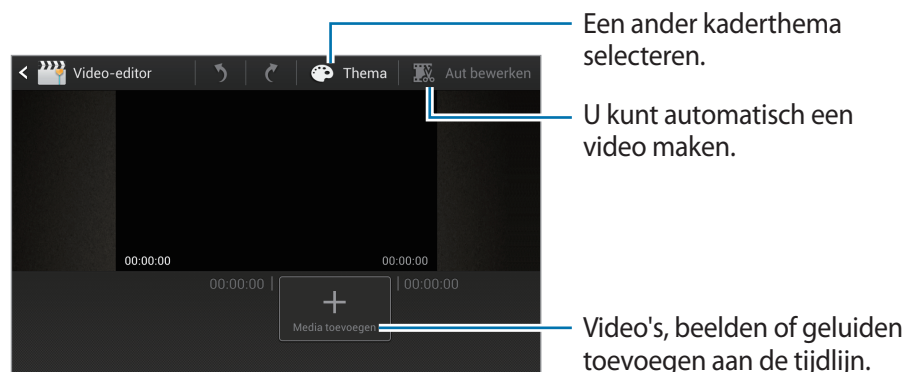 Een ander kaderthema
selecteren.
Video-editor
Thema
Aut bewerken
U kunt automatisch een
video maken.
00:00:00
00:00:00
00:00:00
00:00:00
Media toevoegen
Video's, beelden of geluiden
toevoegen aan de tijdlijn.